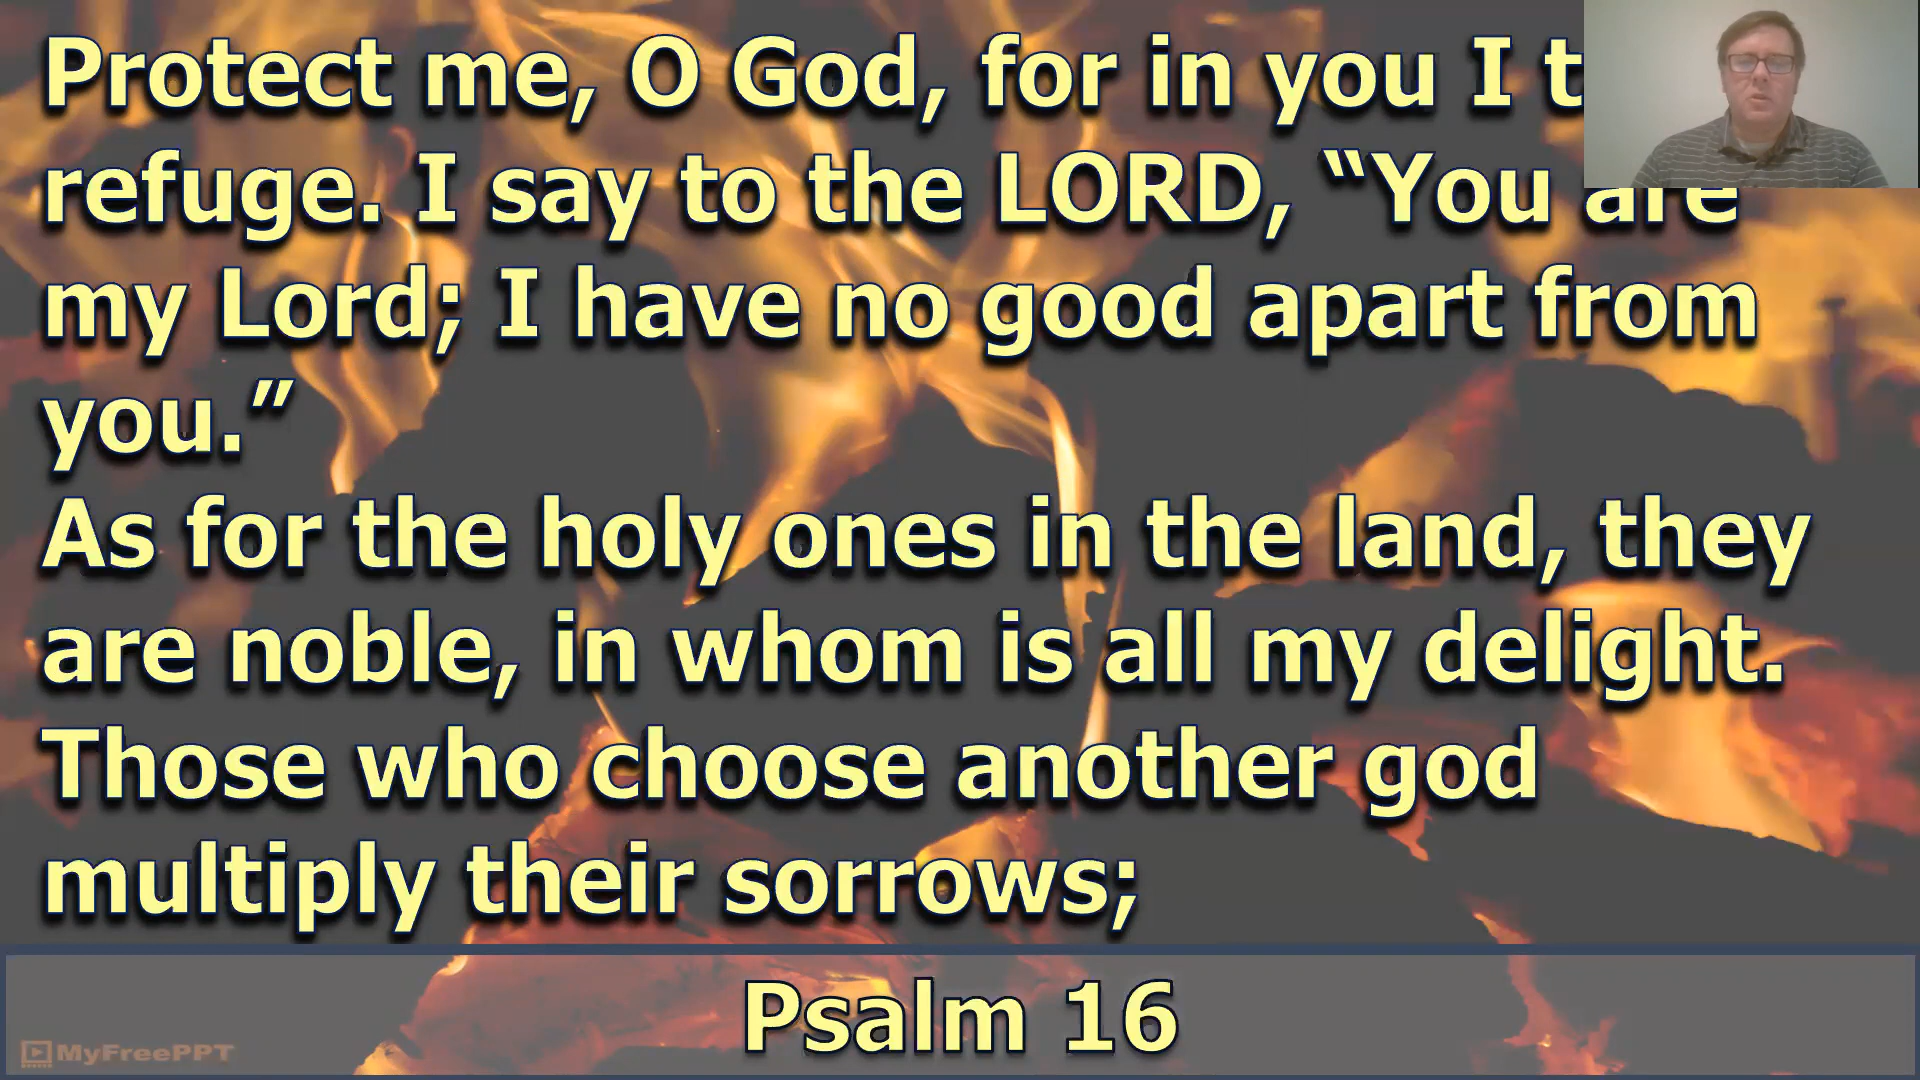 Protect me, O God, for in you I t
refuge. I say to the LORD, “You are
my Lord; I have no good apart from
you.”
As for the holy ones in the land, they
are noble, in whom is all my delight.
Those who choose another god
multiply their sorrows;
Psalm 16
MyFreePPT